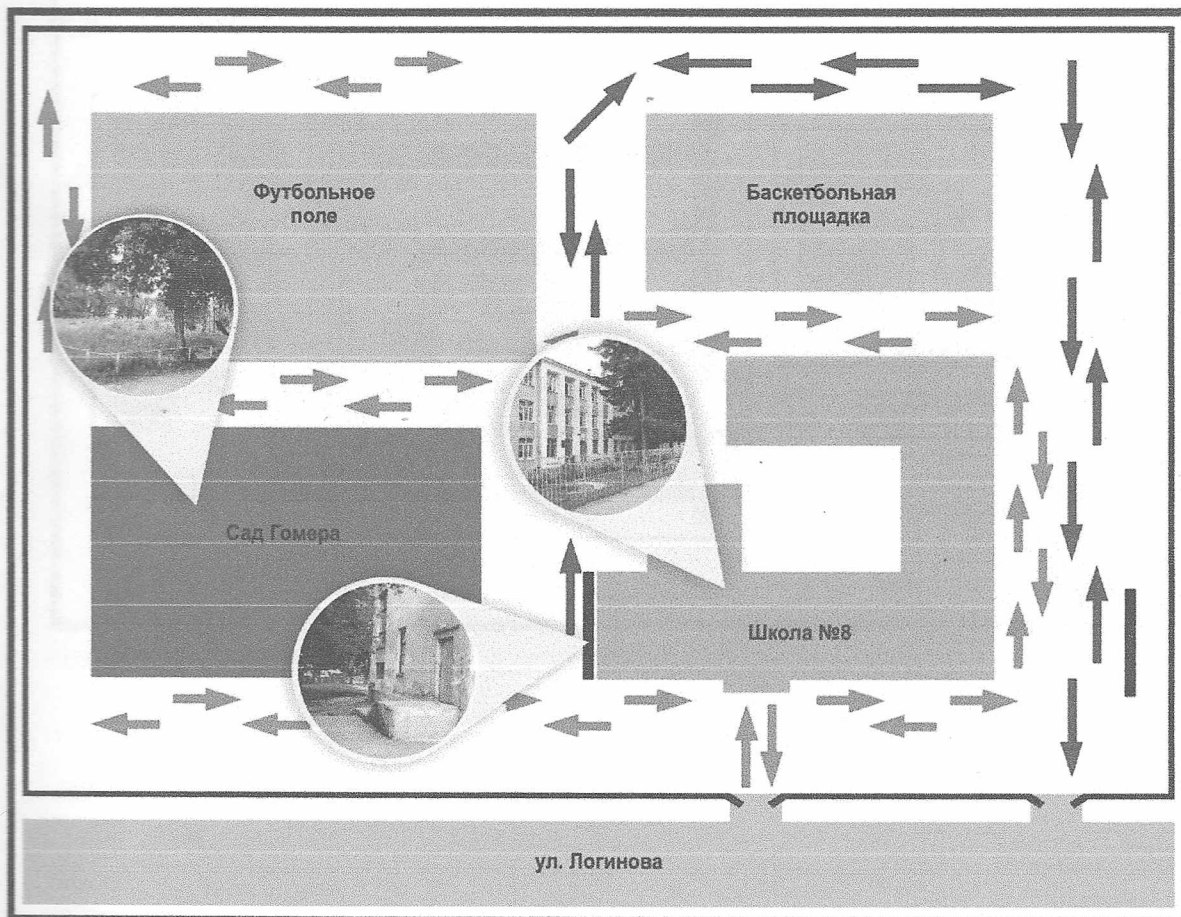 Футбольное
поле
Баскетбольная
площадка
Сад Гомера
Школа №8
ул. Логинова